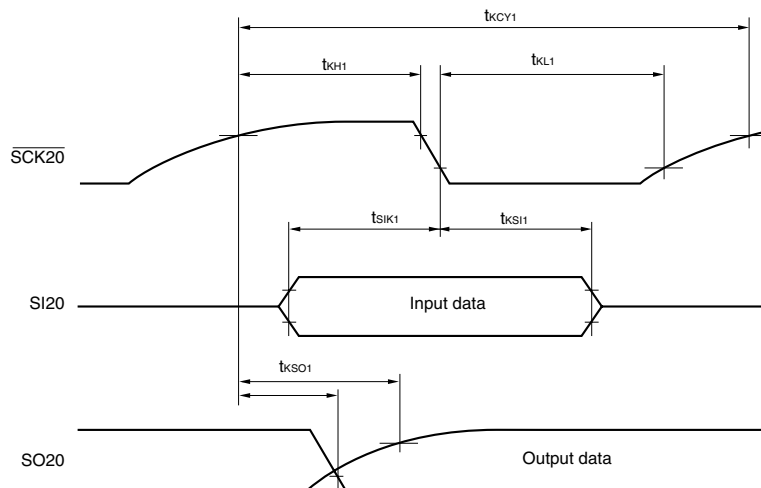 tKCY1
tKH1
tKL1
SCK20
tSIK1
tKSI1
SI20
Input data
tKSO1
SO20
Output data